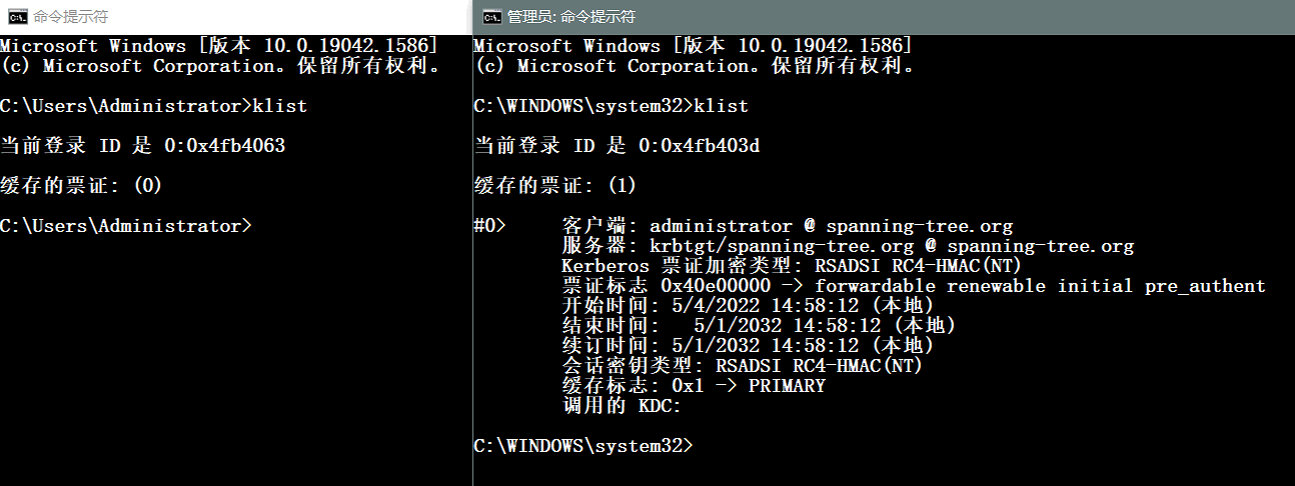 命令提示符
Microsoft Windows [版本 10.0.19042.1586]
(c) Microsoft Corporation。保留所有权利。
C:\Users\Administrator>klist
当前登录 ID 是 0:0x4fb4063
缓存的票证: (0)
C:\Users\Administrator>
管理员: 命令提示符
Microsoft Windows [版本 10.0.19042.1586]
(c) Microsoft Corporation。保留所有权利。
C:\WINDOWS\system32>klist
当前登录 ID 是 0:0x4fb403d
缓存的票证: (1)
#0> 客户端: administrator @ spanning-tree.org
服务器: krbtgt/spanning-tree.org @ spanning-tree.org
Kerberos 票证加密类型: RSADSI RC4-HMAC(NT)
票证标志 0x40e00000 -> forwardable renewable initial pre_authent
开始时间: 5/4/2022 14:58:12 (本地)
结束时间: 5/1/2032 14:58:12 (本地)
续订时间: 5/1/2032 14:58:12 (本地)
会话密钥类型: RSADSI RC4-HMAC(NT)
缓存标志: 0x1 -> PRIMARY
调用的 KDC:
C:\WINDOWS\system32>